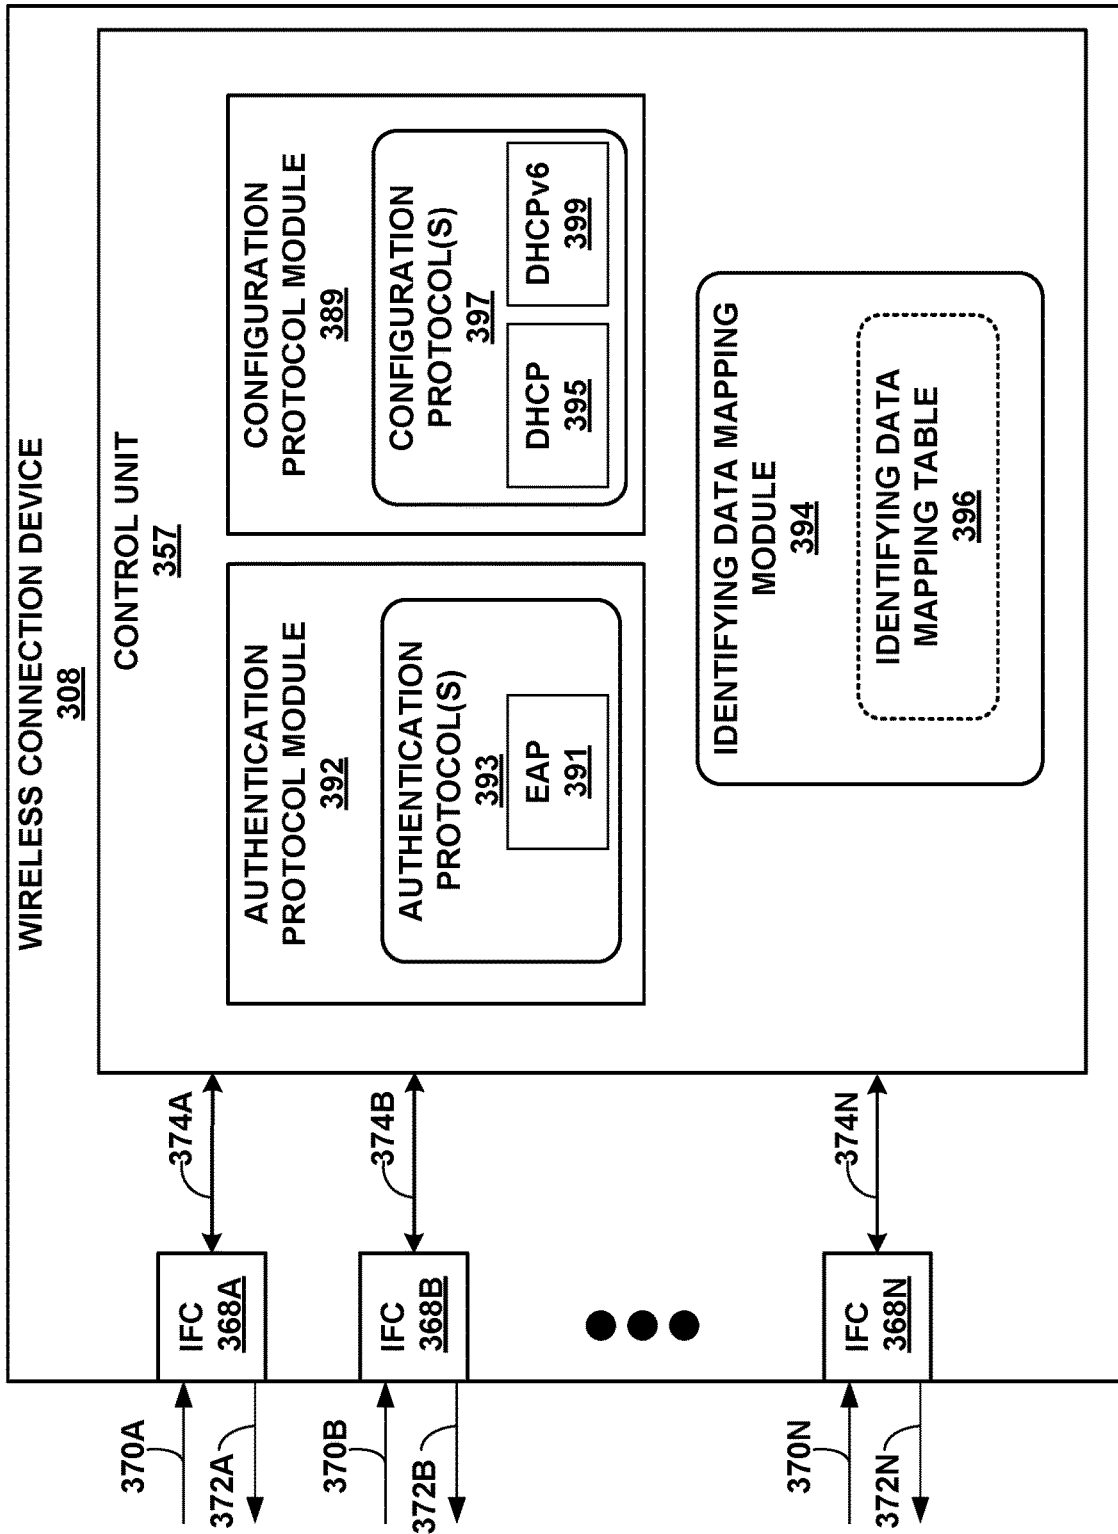 WIRELESS CONNECTION DEVICE
308
CONTROL UNIT
357
AUTHENTICATION
PROTOCOL MODULE
392
AUTHENTICATION
PROTOCOL(S)
393
EAP
391
CONFIGURATION
PROTOCOL MODULE
389
CONFIGURATION
PROTOCOL(S)
397
DHCP
395
DHCPv6
399
IDENTIFYING DATA MAPPING
MODULE
394
IDENTIFYING DATA
MAPPING TABLE
396
374A
374B
374N
IFC
368A
IFC
368B
IFC
368N
370A
372A
370B
372B
370N
372N